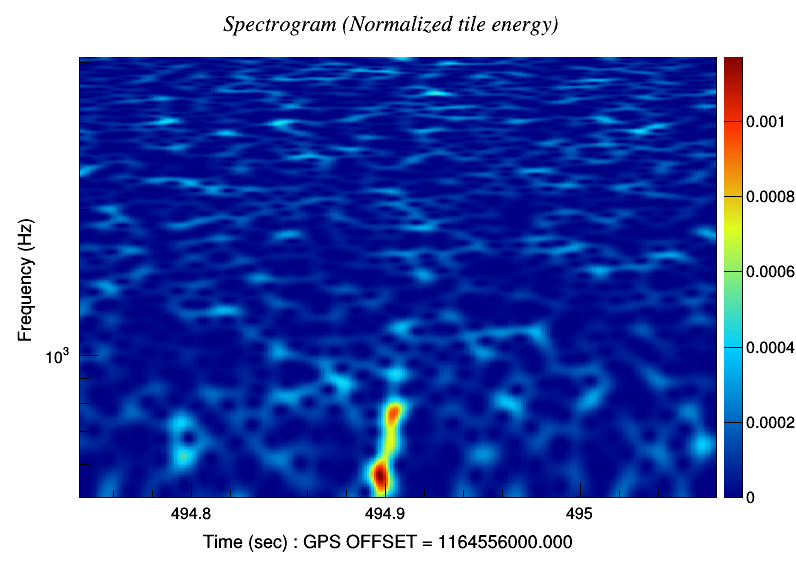 Spectrogram (Normalized tile energy)
0.001
0.0008
0.0006
0.0004
0.0002
0
Frequency (Hz)
10³
494.8 494.9 495
Time (sec) : GPS OFFSET = 1164556000.000